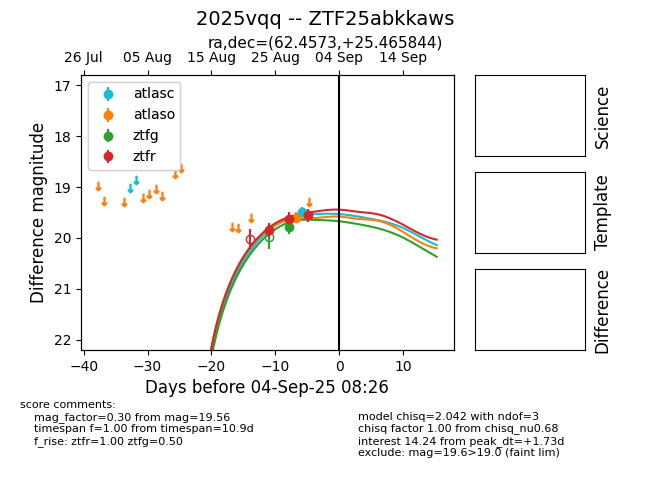 2025vqq -- ZTF25abkkaws
ra,dec=(62.4573,+25.465844)
26 Jul 05 Aug 15 Aug 25 Aug 04 Sep 14 Sep
17
18
19
20
21
22
Difference magnitude
atlasc
atlaso
ztfg
ztfr
−40 −30 −20 −10 0 10
Days before 04-Sep-25 08:26
Science
Template
Difference
score comments:
mag_factor=0.30 from mag=19.56
timespan f=1.00 from timespan=10.9d
f_rise: ztfr=1.00 ztfg=0.50
model chisq=2.042 with ndof=3
chisq factor 1.00 from chisq_nu0.68
interest 14.24 from peak_dt=+1.73d
exclude: mag=19.6>19.0 (faint lim)